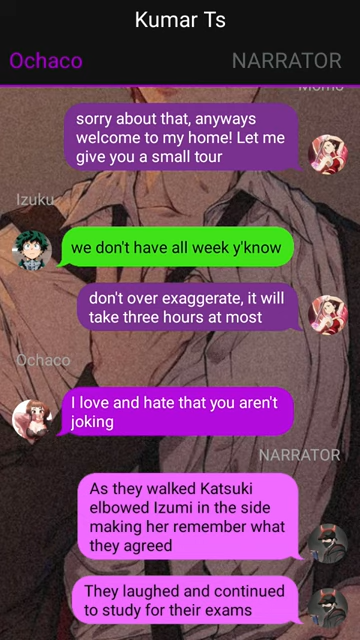 Kumar Ts
Ochaco
NARRATOR
Momo
sorry about that, anyways
welcome to my home! Let me
give you a small tour
Izuku
we don't have all week y'know
don't over exaggerate, it will
take three hours at most
Ochaco
I love and hate that you aren't
joking
NARRATOR
As they walked Katsuki
elbowed Izumi in the side
making her remember what
they agreed
They laughed and continued
to study for their exams